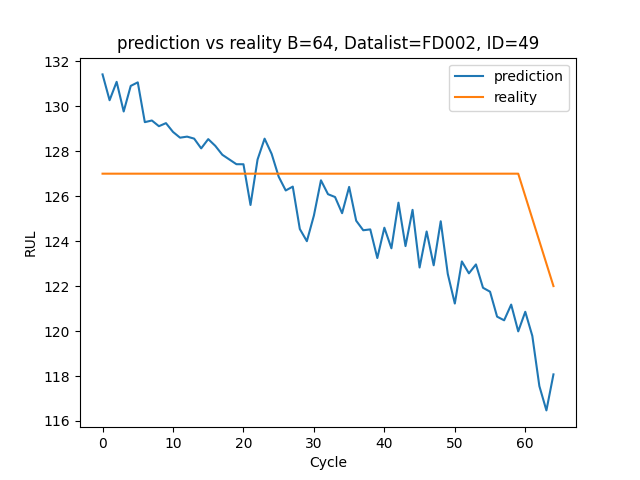 prediction vs reality B=64, Datalist=FD002, ID=49
prediction
reality
132
130
128
126
124
122
120
118
116
RUL
0 10 20 30 40 50 60
Cycle